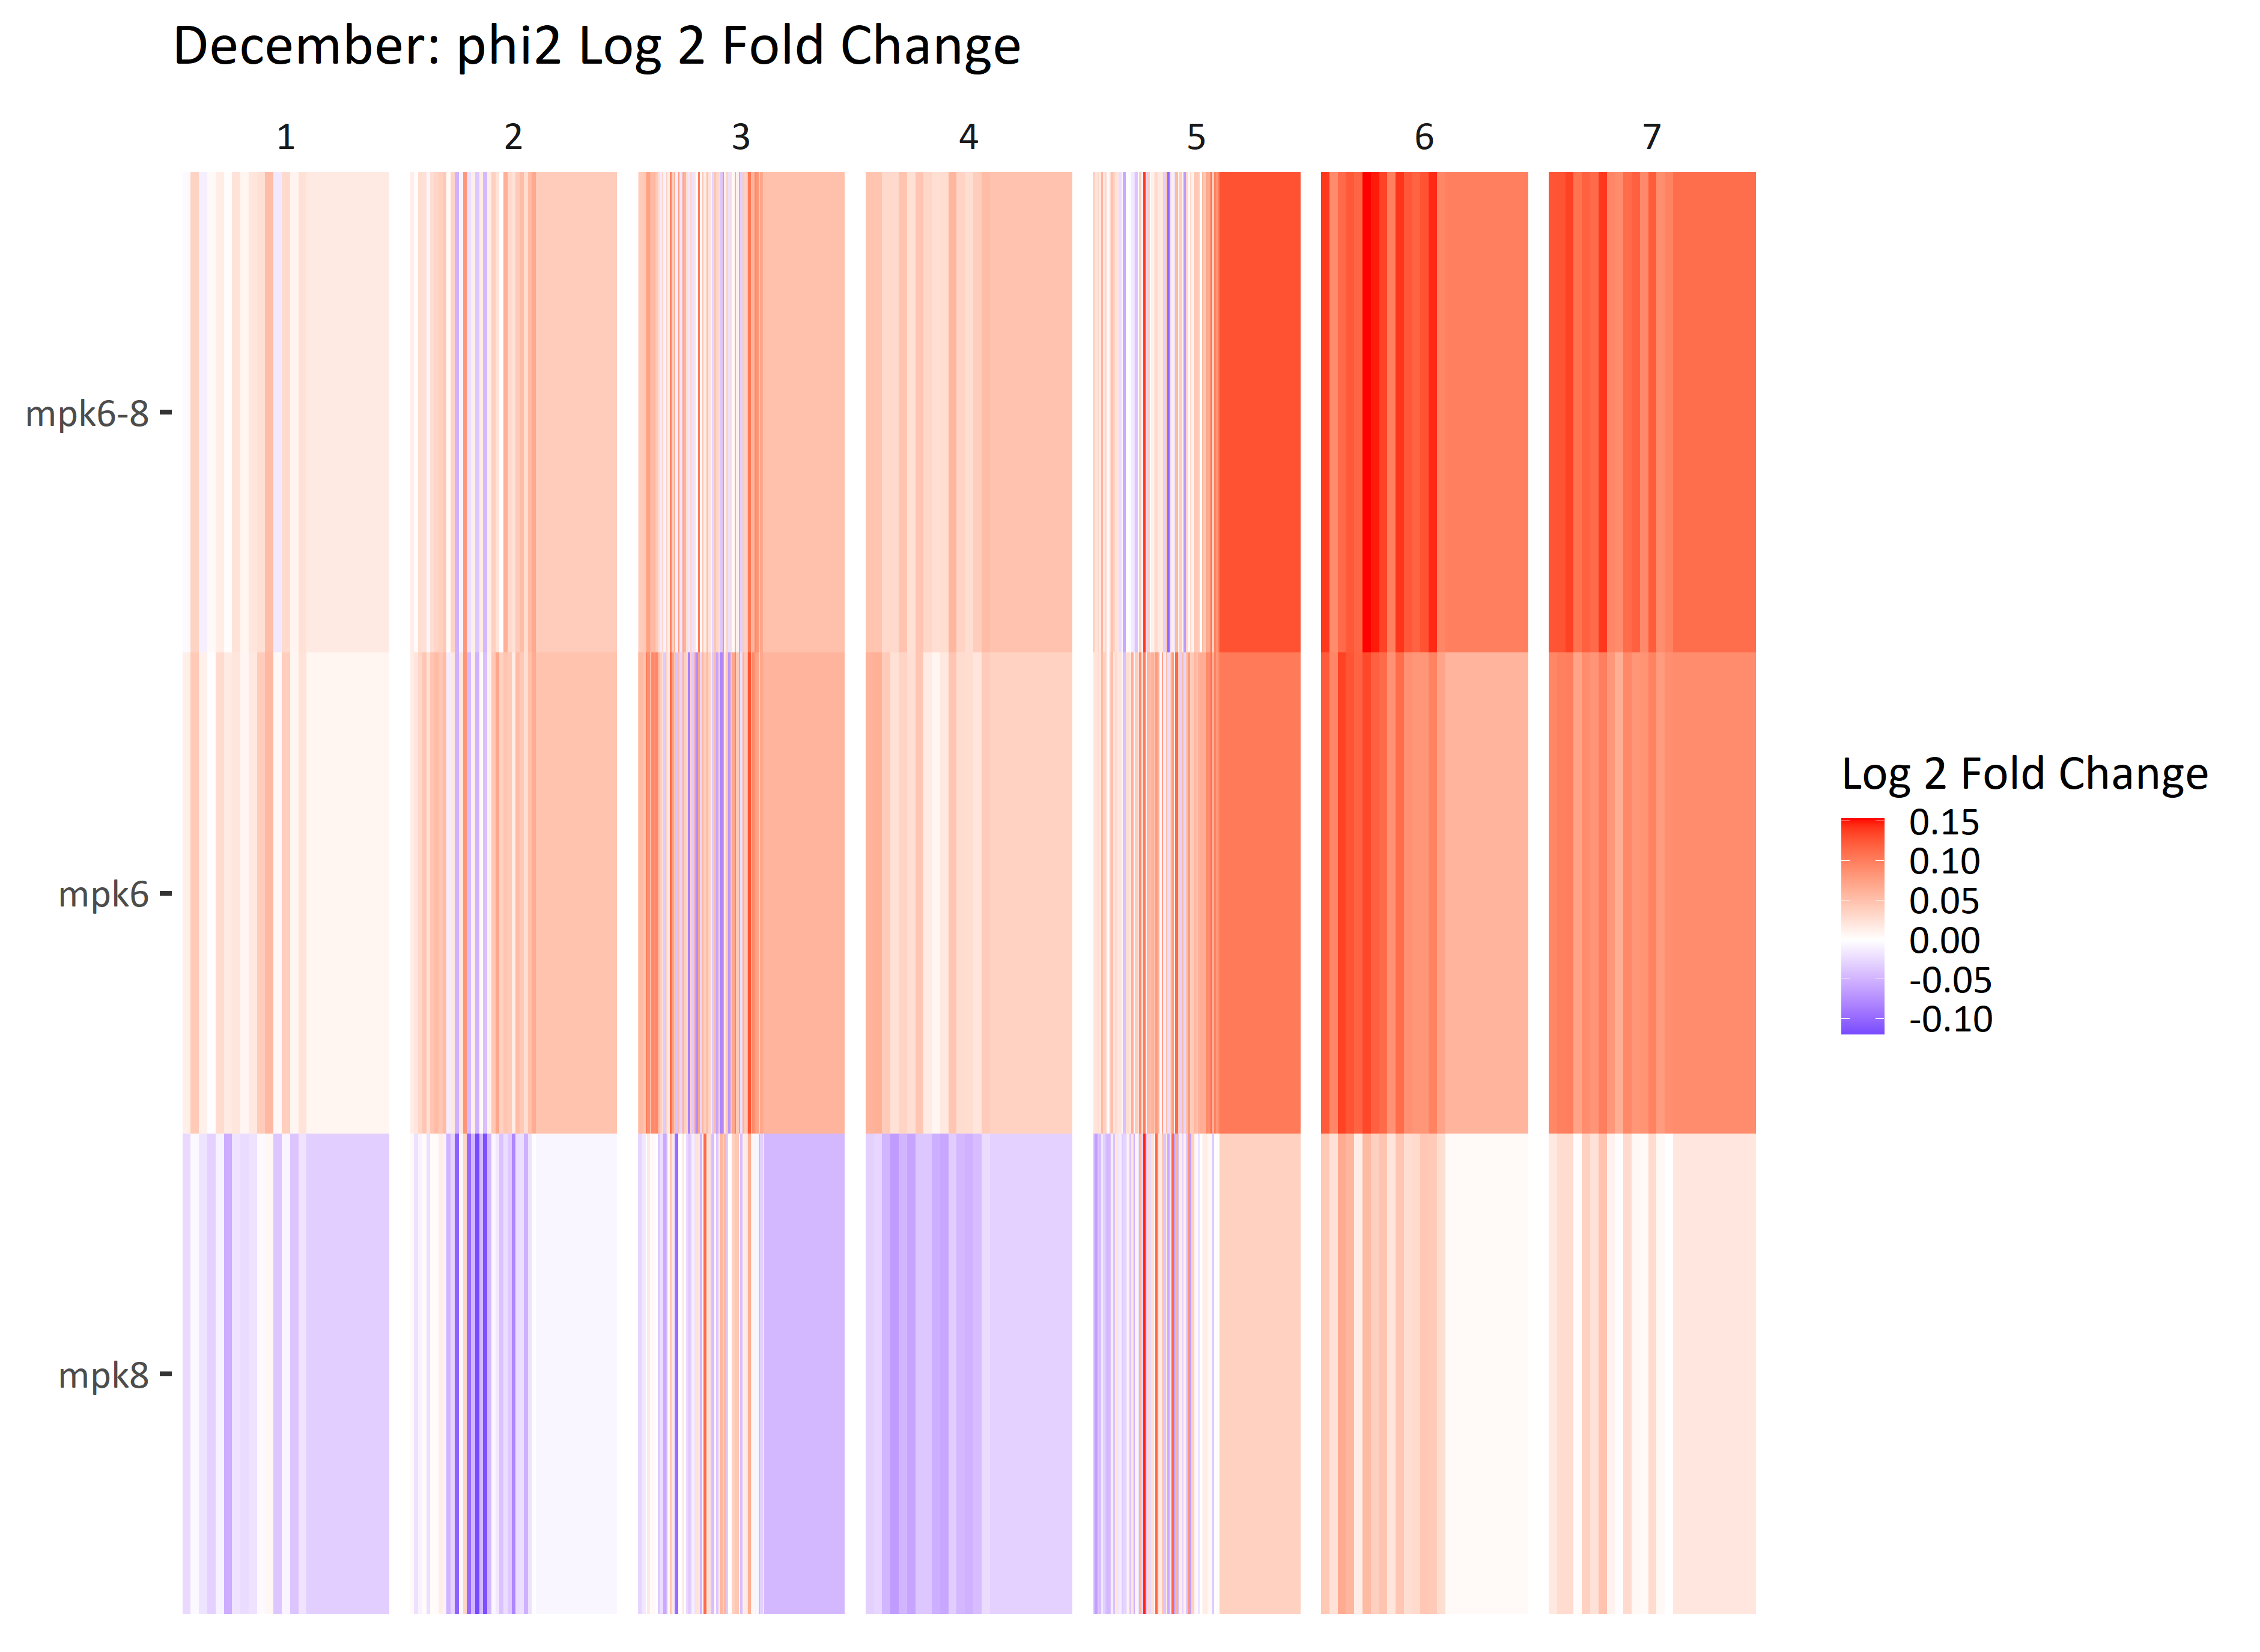 December: phi2 Log 2 Fold Change
1 2 3 4 5 6 7
mpk6-8
mpk6
mpk8
Log 2 Fold Change
0.15
0.10
0.05
0.00
-0.05
-0.10